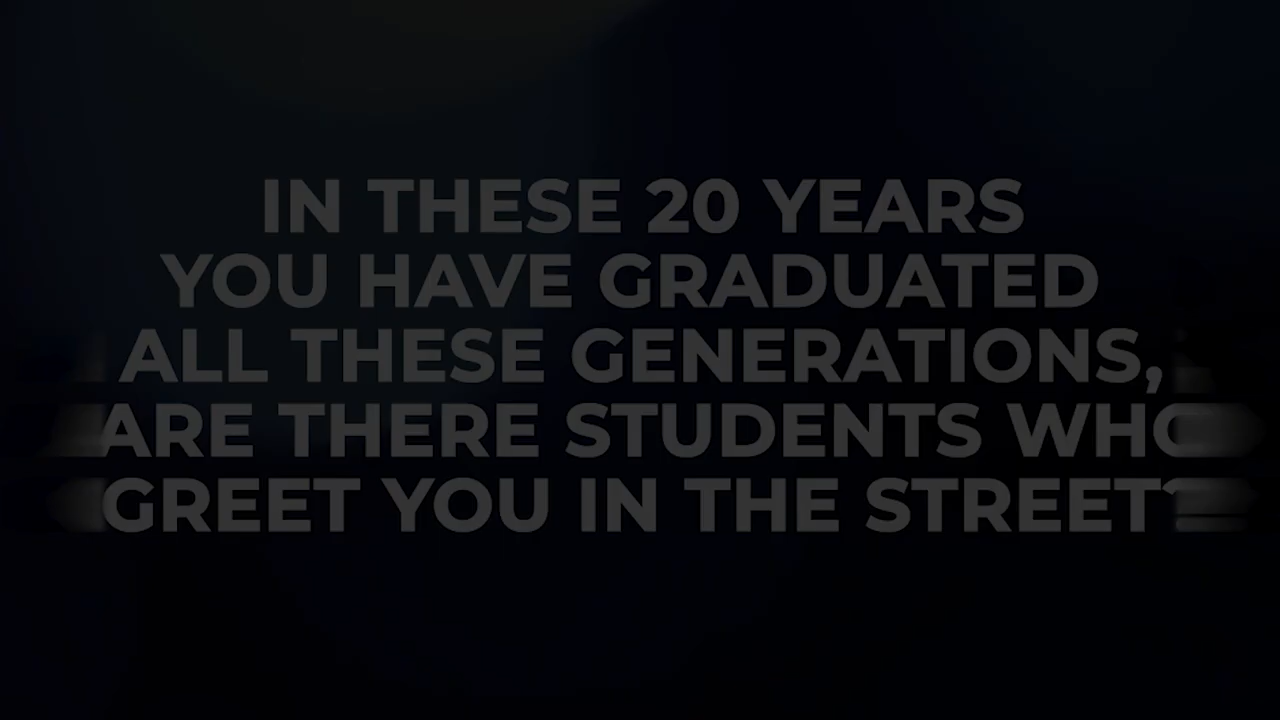 IN THESE 20 YEARS
YOU HAVE GRADUATED
ALL THESE GENERATIONS,
ARE THERE STUDENTS WHO
GREET YOU IN THE STREET?